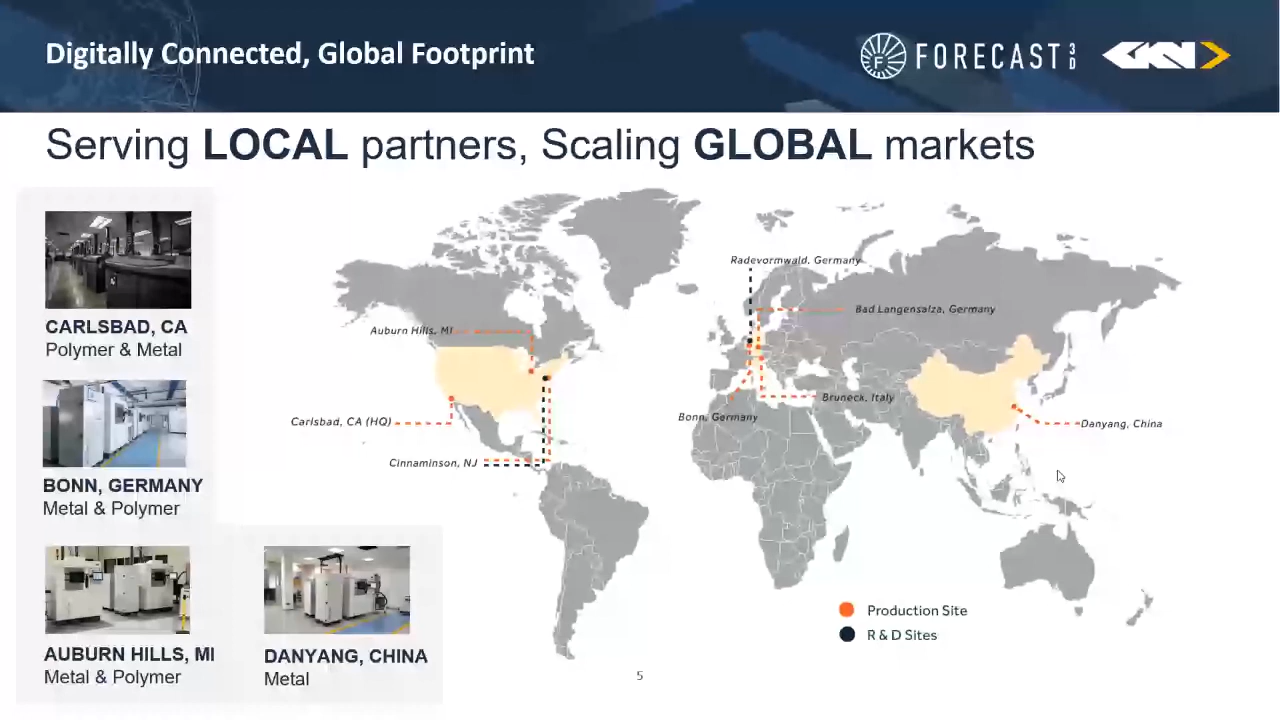 Digitally Connected, Global Footprint
FORECAST 3D
GKN
Serving LOCAL partners, Scaling GLOBAL markets
CARLSBAD, CA
Polymer & Metal
BONN, GERMANY
Metal & Polymer
AUBURN HILLS, MI
Metal & Polymer
DANYANG, CHINA
Metal
Radevormwald, Germany
Bad Langensalza, Germany
Auburn Hills, MI
Bruneck, Italy
Bonn, Germany
Carlsbad, CA (HQ)
Danyang, China
Cinnaminson, NJ
Production Site
R & D Sites
5